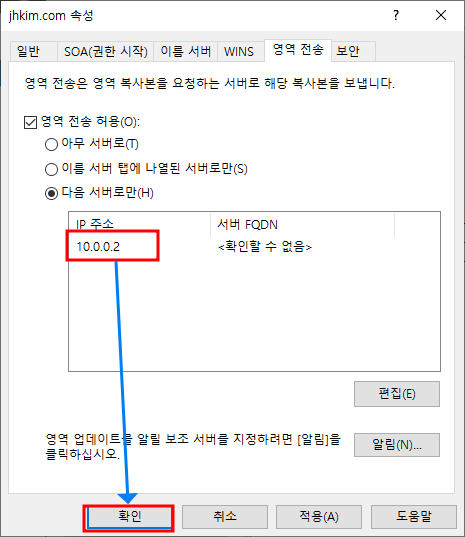 jhkim.com 속성
일반 SOA(권한 시작) 이름 서버 WINS 영역 전송 보안
영역 전송은 영역 복사본을 요청하는 서버로 해당 복사본을 보냅니다.
영역 전송 허용(O):
아무 서버로(T)
이름 서버 탭에 나열된 서버로만(S)
다음 서버로만(H)
IP 주소 서버 FQDN
10.0.0.2 <확인할 수 없음>
편집(E)
영역 업데이트를 알릴 보조 서버를 지정하려면 [알림]을
클릭하십시오.
알림(N)...
확인 취소 적용(A) 도움말